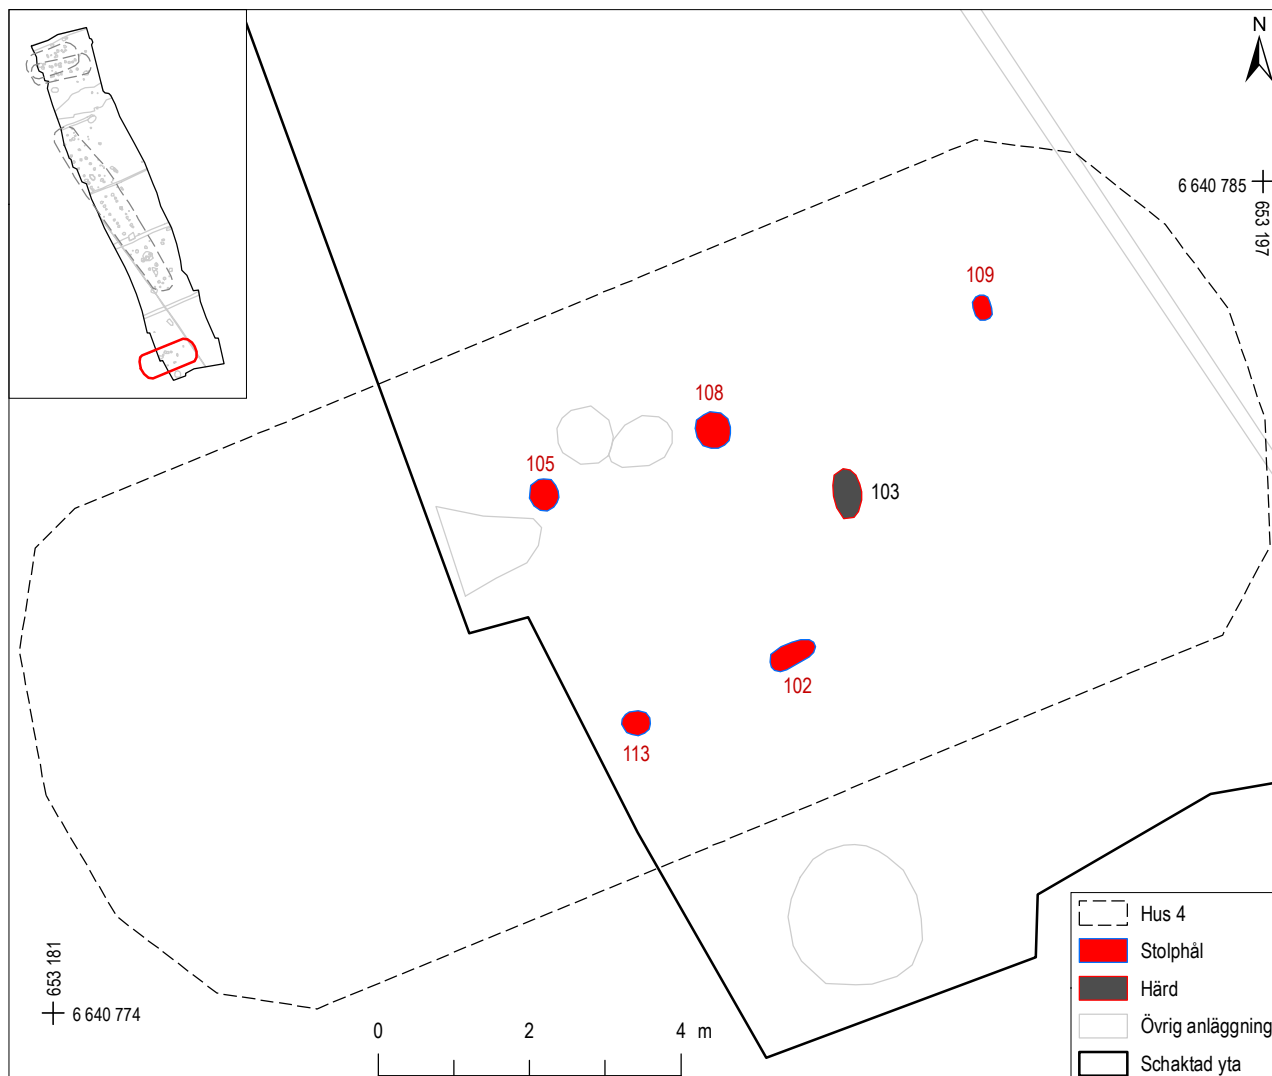 N
6 640 785
653 197
109
108
105
103
102
113
653 181
6 640 774
0 2 4 m
Hus 4
Stolphål
Härd
Övrig anläggning
Schaktad yta